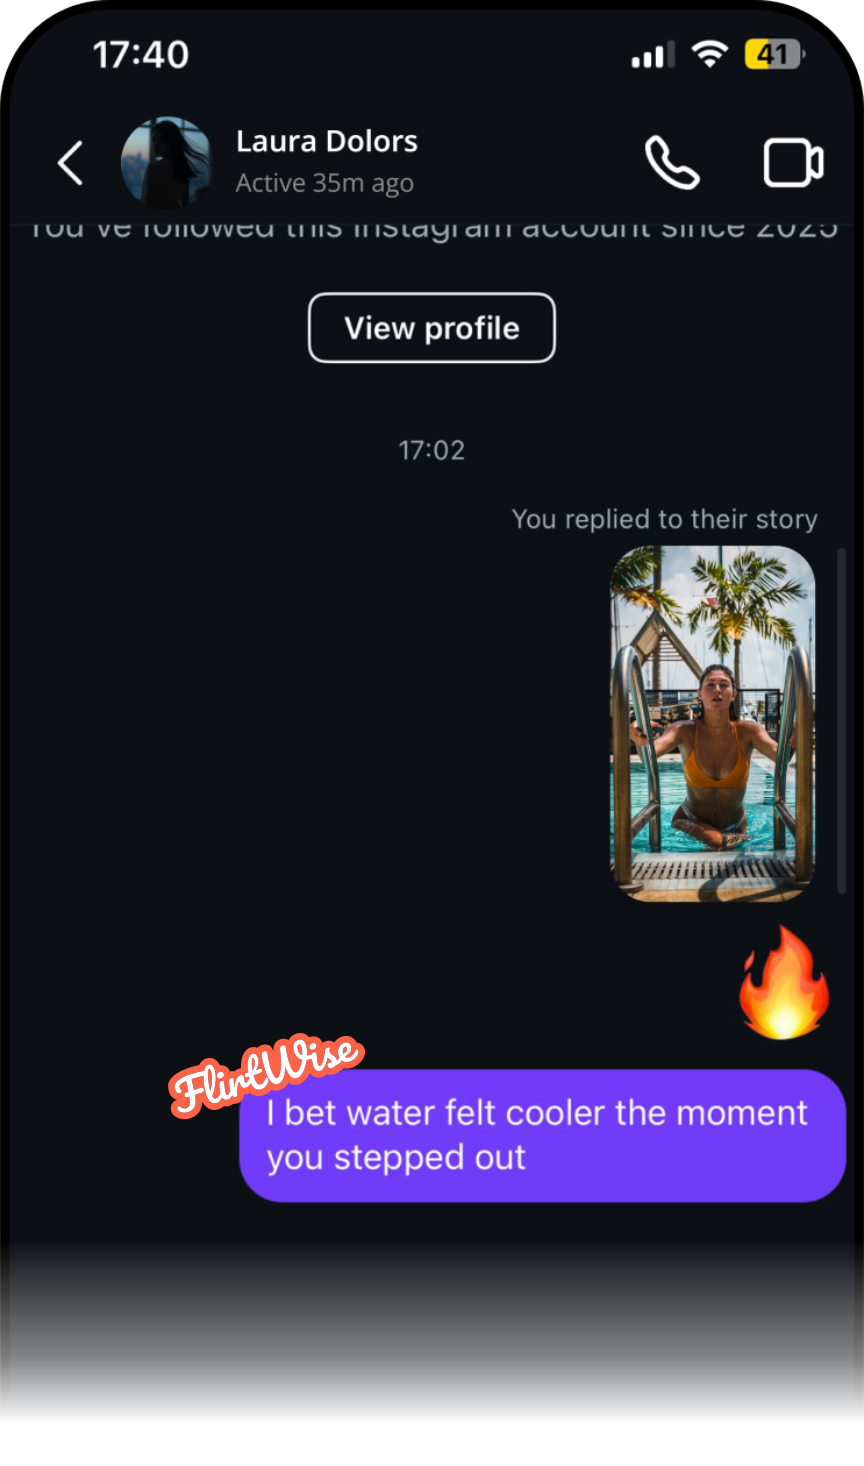 17:40
41
Laura Dolors
Active 35m ago
You've followed this Instagram account since 2025
View profile
17:02
You replied to their story
FlirtWise
I bet water felt cooler the moment
you stepped out